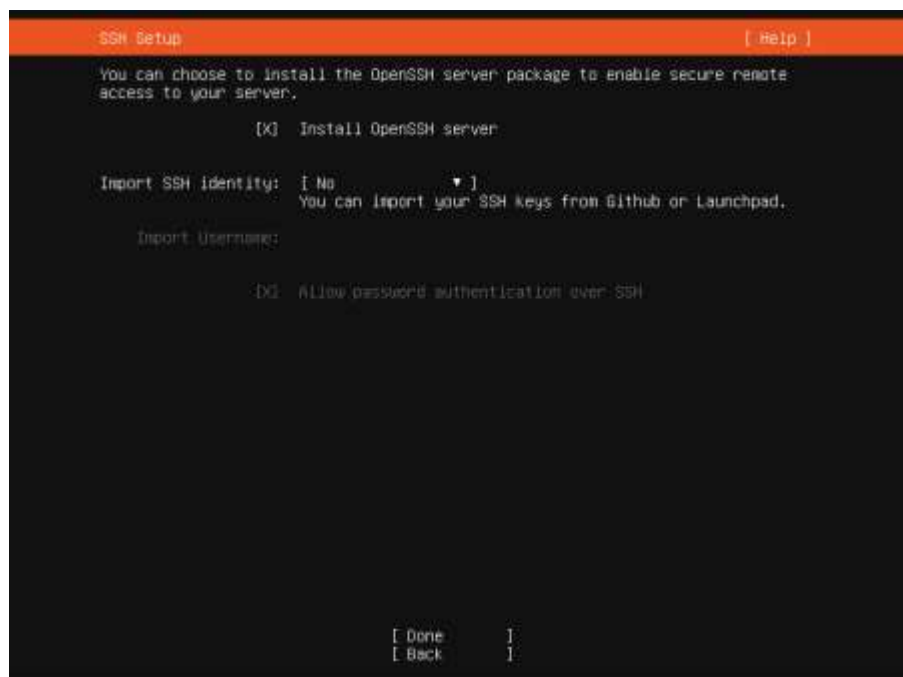 SSH Setup [ Help ]
You can choose to install the OpenSSH server package to enable secure remote
access to your server.
[X] Install OpenSSH server
Import SSH identity: [ No ▾ ]
You can import your SSH keys from Github or Launchpad.
Import Username:
[X] Allow password authentication over SSH
[ Done ]
[ Back ]